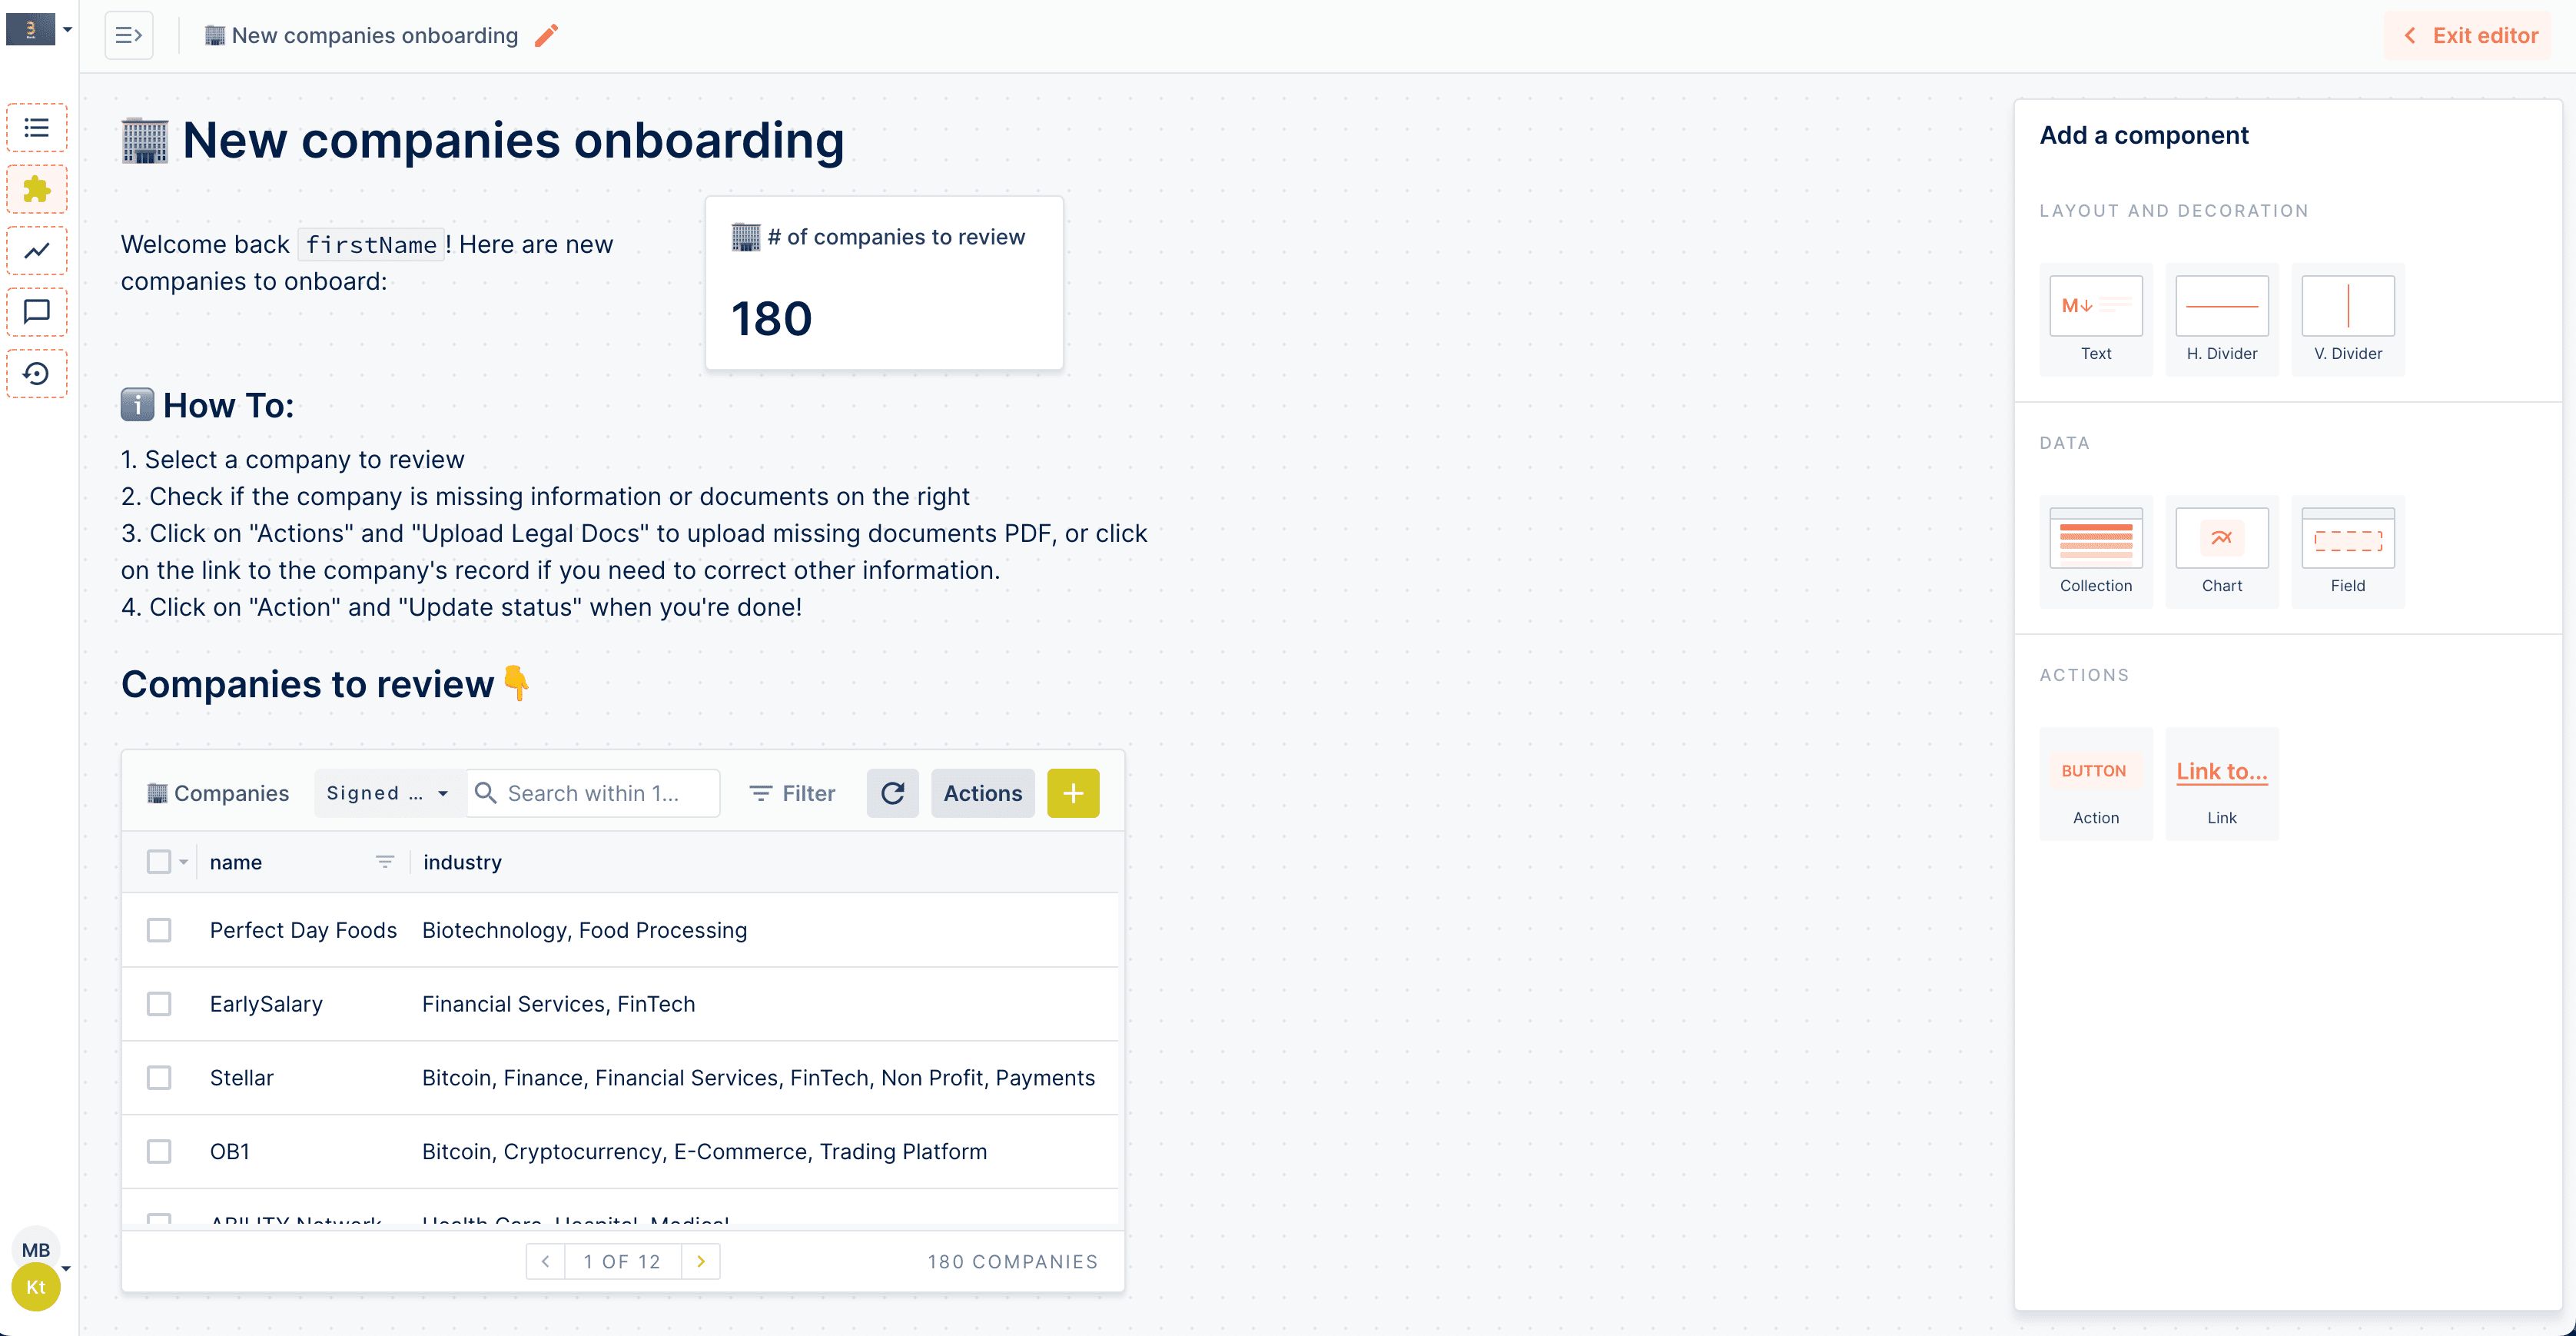 New companies onboarding
Exit editor
New companies onboarding
Welcome back firstName! Here are new
companies to onboard:
# of companies to review
180
How To:
1. Select a company to review
2. Check if the company is missing information or documents on the right
3. Click on "Actions" and "Upload Legal Docs" to upload missing documents PDF, or click
on the link to the company's record if you need to correct other information.
4. Click on "Action" and "Update status" when you're done!
Companies to review
Companies
Signed ...
Search within 1...
Filter
Actions
name
industry
Perfect Day Foods
Biotechnology, Food Processing
EarlySalary
Financial Services, FinTech
Stellar
Bitcoin, Finance, Financial Services, FinTech, Non Profit, Payments
OB1
Bitcoin, Cryptocurrency, E-Commerce, Trading Platform
ABILITY Network
Health Care, Hospital, Medical
1 OF 12
180 COMPANIES
MB
Kt
Add a component
LAYOUT AND DECORATION
M
Text
H. Divider
V. Divider
DATA
Collection
Chart
Field
ACTIONS
BUTTON
Action
Link to...
Link